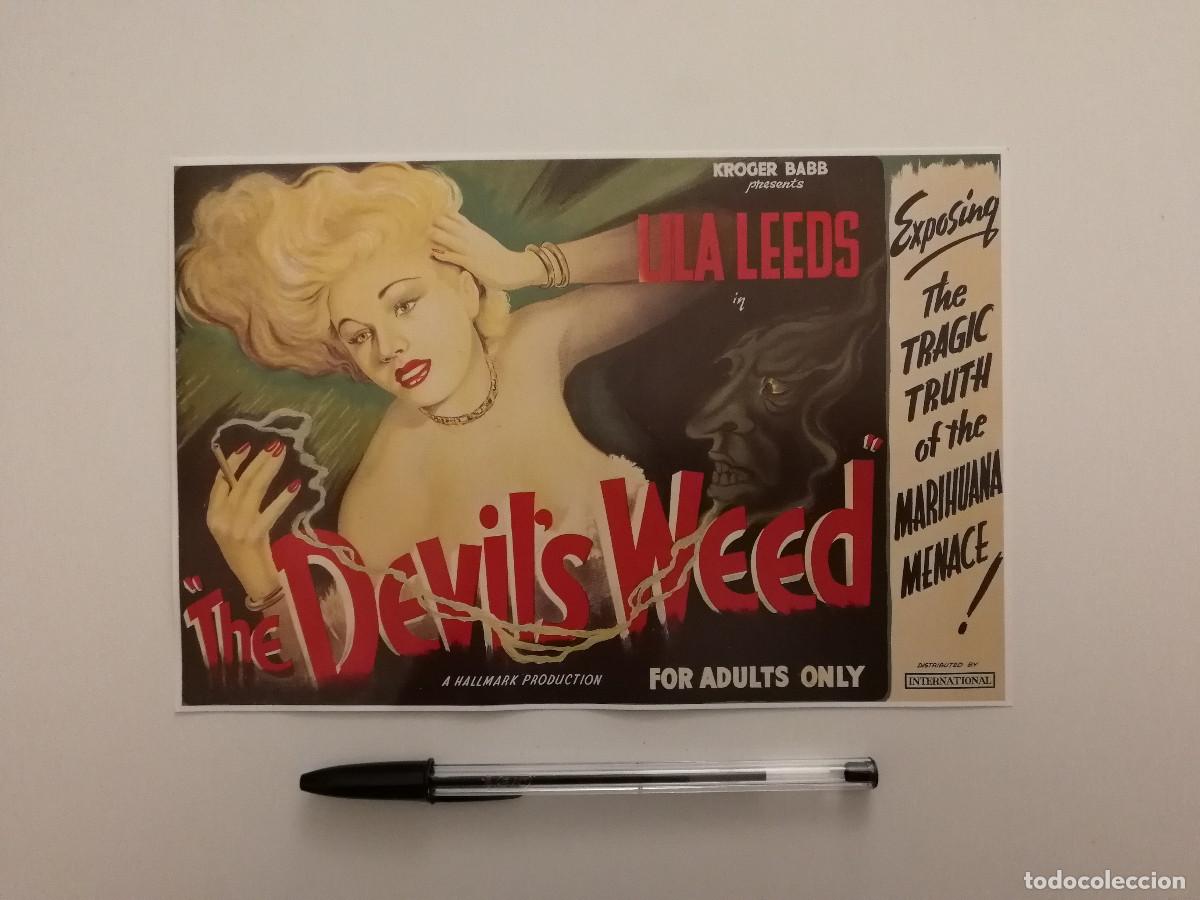 KROGER BABB
presents
LILA LEEDS
in
"The Devil's Weed"
A HALLMARK PRODUCTION
FOR ADULTS ONLY
Exposing
The
TRAGIC
TRUTH
of the
MARIHUANA
MENACE!
DISTRIBUTED BY
INTERNATIONAL
todocoleccion